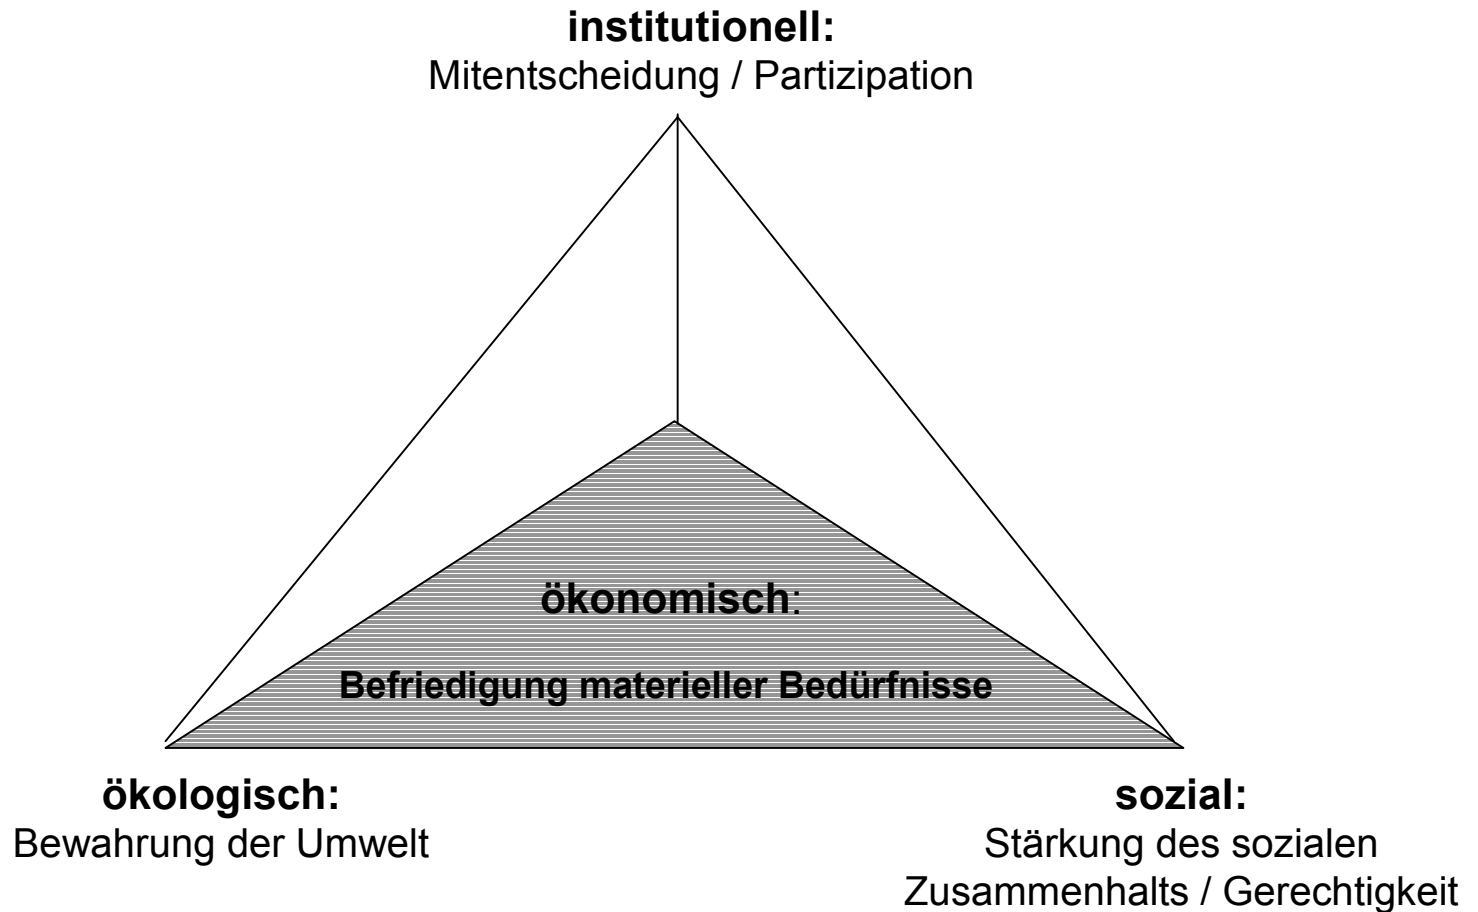 institutionell:
Mitentscheidung / Partizipation
ökonomisch:
Befriedigung materieller Bedürfnisse
ökologisch:
Bewahrung der Umwelt
sozial:
Stärkung des sozialen
Zusammenhalts / Gerechtigkeit